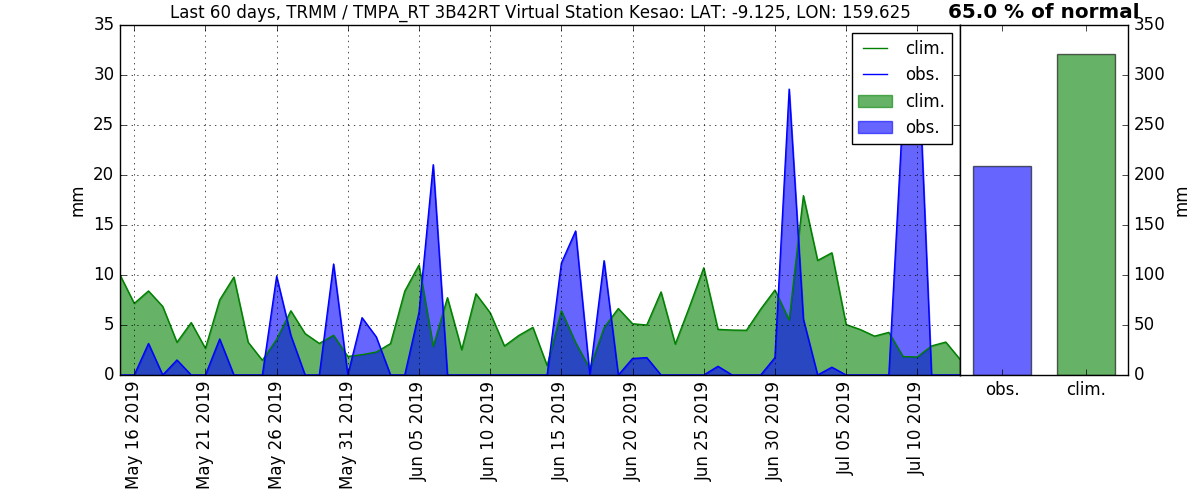 Last 60 days, TRMM / TMPA_RT 3B42RT Virtual Station Kesao: LAT: -9.125, LON: 159.625
65.0 % of normal
35
30
25
20
15
10
5
0
mm
clim.
obs.
clim.
obs.
350
300
250
200
150
100
50
0
mm
May 16 2019
May 21 2019
May 26 2019
May 31 2019
Jun 05 2019
Jun 10 2019
Jun 15 2019
Jun 20 2019
Jun 25 2019
Jun 30 2019
Jul 05 2019
Jul 10 2019
obs.
clim.